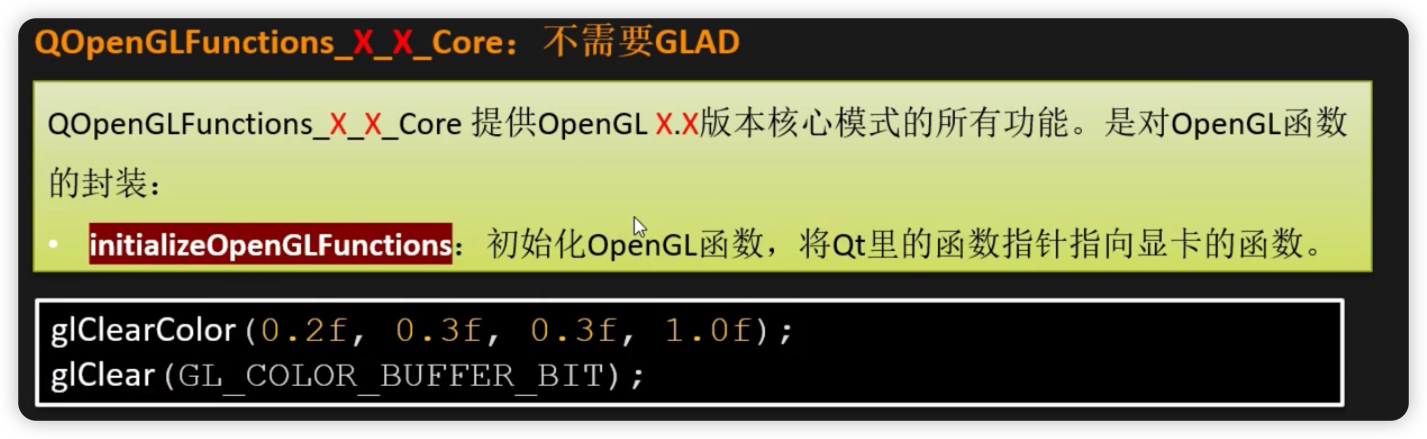 QOpenGLFunctions_X_X_Core：不需要GLAD
QOpenGLFunctions_X_X_Core 提供OpenGL X.X版本核心模式的所有功能。是对OpenGL函数
的封装：
• initializeOpenGLFunctions：初始化OpenGL函数，将Qt里的函数指针指向显卡的函数。
glClearColor(0.2f, 0.3f, 0.3f, 1.0f);
glClear(GL_COLOR_BUFFER_BIT);